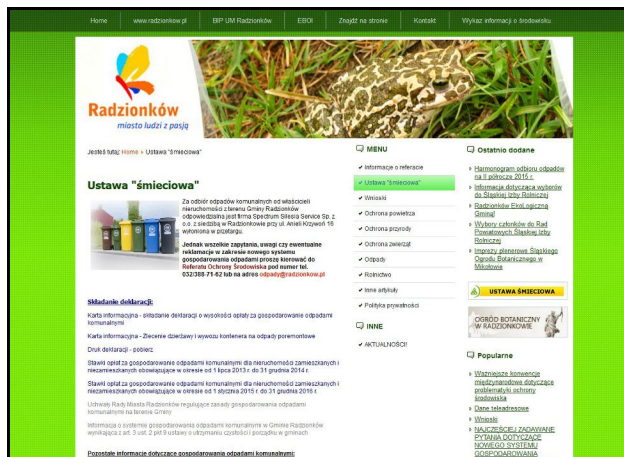 Home
www.radzionkow.pl
BIP UM Radzionków
EBOI
Znajdź na stronie
Kontakt
Wykaz informacji o środowisku
Radzionków
miasto ludzi z pasją
Jesteś tutaj: Home » Ustawa "śmieciowa"
Ustawa "śmieciowa"
Za odbiór odpadów komunalnych od właścicieli
nieruchomości z terenu Gminy Radzionków
odpowiedzialna jest firma Spectrum Silesia Service Sp. z
o.o. z siedzibą w Radzionkowie przy ul. Anieli Krzywoń 16
wyłoniona w przetargu.
Jednak wszelkie zapytania, uwagi czy ewentualne
reklamacje w zakresie nowego systemu
gospodarowania odpadami proszę kierować do
Referatu Ochrony Środowiska pod numer tel.
032/388-71-62 lub na adres odpady@radzionkow.pl
Składanie deklaracji:
Karta informacyjna - składanie deklaracji o wysokości opłaty za gospodarowanie odpadami
komunalnymi
Karta informacyjna - Zlecenie dzierżawy i wywozu kontenera na odpady poremontowe
Druk deklaracji - pobierz
Stawki opłat za gospodarowanie odpadami komunalnymi dla nieruchomości zamieszkanych i
niezamieszkanych obowiązujące w okresie od 1 lipca 2013 r. do 31 grudnia 2014 r.
Stawki opłat za gospodarowanie odpadami komunalnymi dla nieruchomości zamieszkanych i
niezamieszkanych obowiązujące w okresie od 1 stycznia 2015 r. do 31 grudnia 2016 r.
Uchwały Rady Miasta Radzionków regulujące zasady gospodarowania odpadami
komunalnymi na terenie Gminy
Informacja o systemie gospodarowania odpadami komunalnymi w Gminie Radzionków
wynikająca z art. 3 ust. 2 pkt 9 ustawy o utrzymaniu czystości i porządku w gminach
Pozostałe informacje dotyczące gospodarowania odpadami komunalnymi:
MENU
Informacje o referacie
Ustawa "śmieciowa"
Wnioski
Ochrona powietrza
Ochrona przyrody
Ochrona zwierząt
Odpady
Rolnictwo
Inne artykuły
Polityka prywatności
INNE
AKTUALNOŚCI!
Ostatnio dodane
Harmonogram odbioru odpadów
na II półrocze 2015 r.
Informacja dotycząca wyborów
do Śląskiej Izby Rolniczej
Radzionków EkoLogiczną
Gminą!
Wybory członków do Rad
Powiatowych Śląskiej Izby
Rolniczej
Imprezy plenerowe Śląskiego
Ogrodu Botanicznego w
Mikołowie
USTAWA ŚMIECIOWA
OGRÓD BOTANICZNY
W RADZIONKOWIE
Popularne
Ważniejsze konwencje
międzynarodowe dotyczące
problematyki ochrony
środowiska
Dane teleadresowe
Wnioski
NAJCZĘŚCIEJ ZADAWANE
PYTANIA DOTYCZĄCE
NOWEGO SYSTEMU
GOSPODAROWANIA